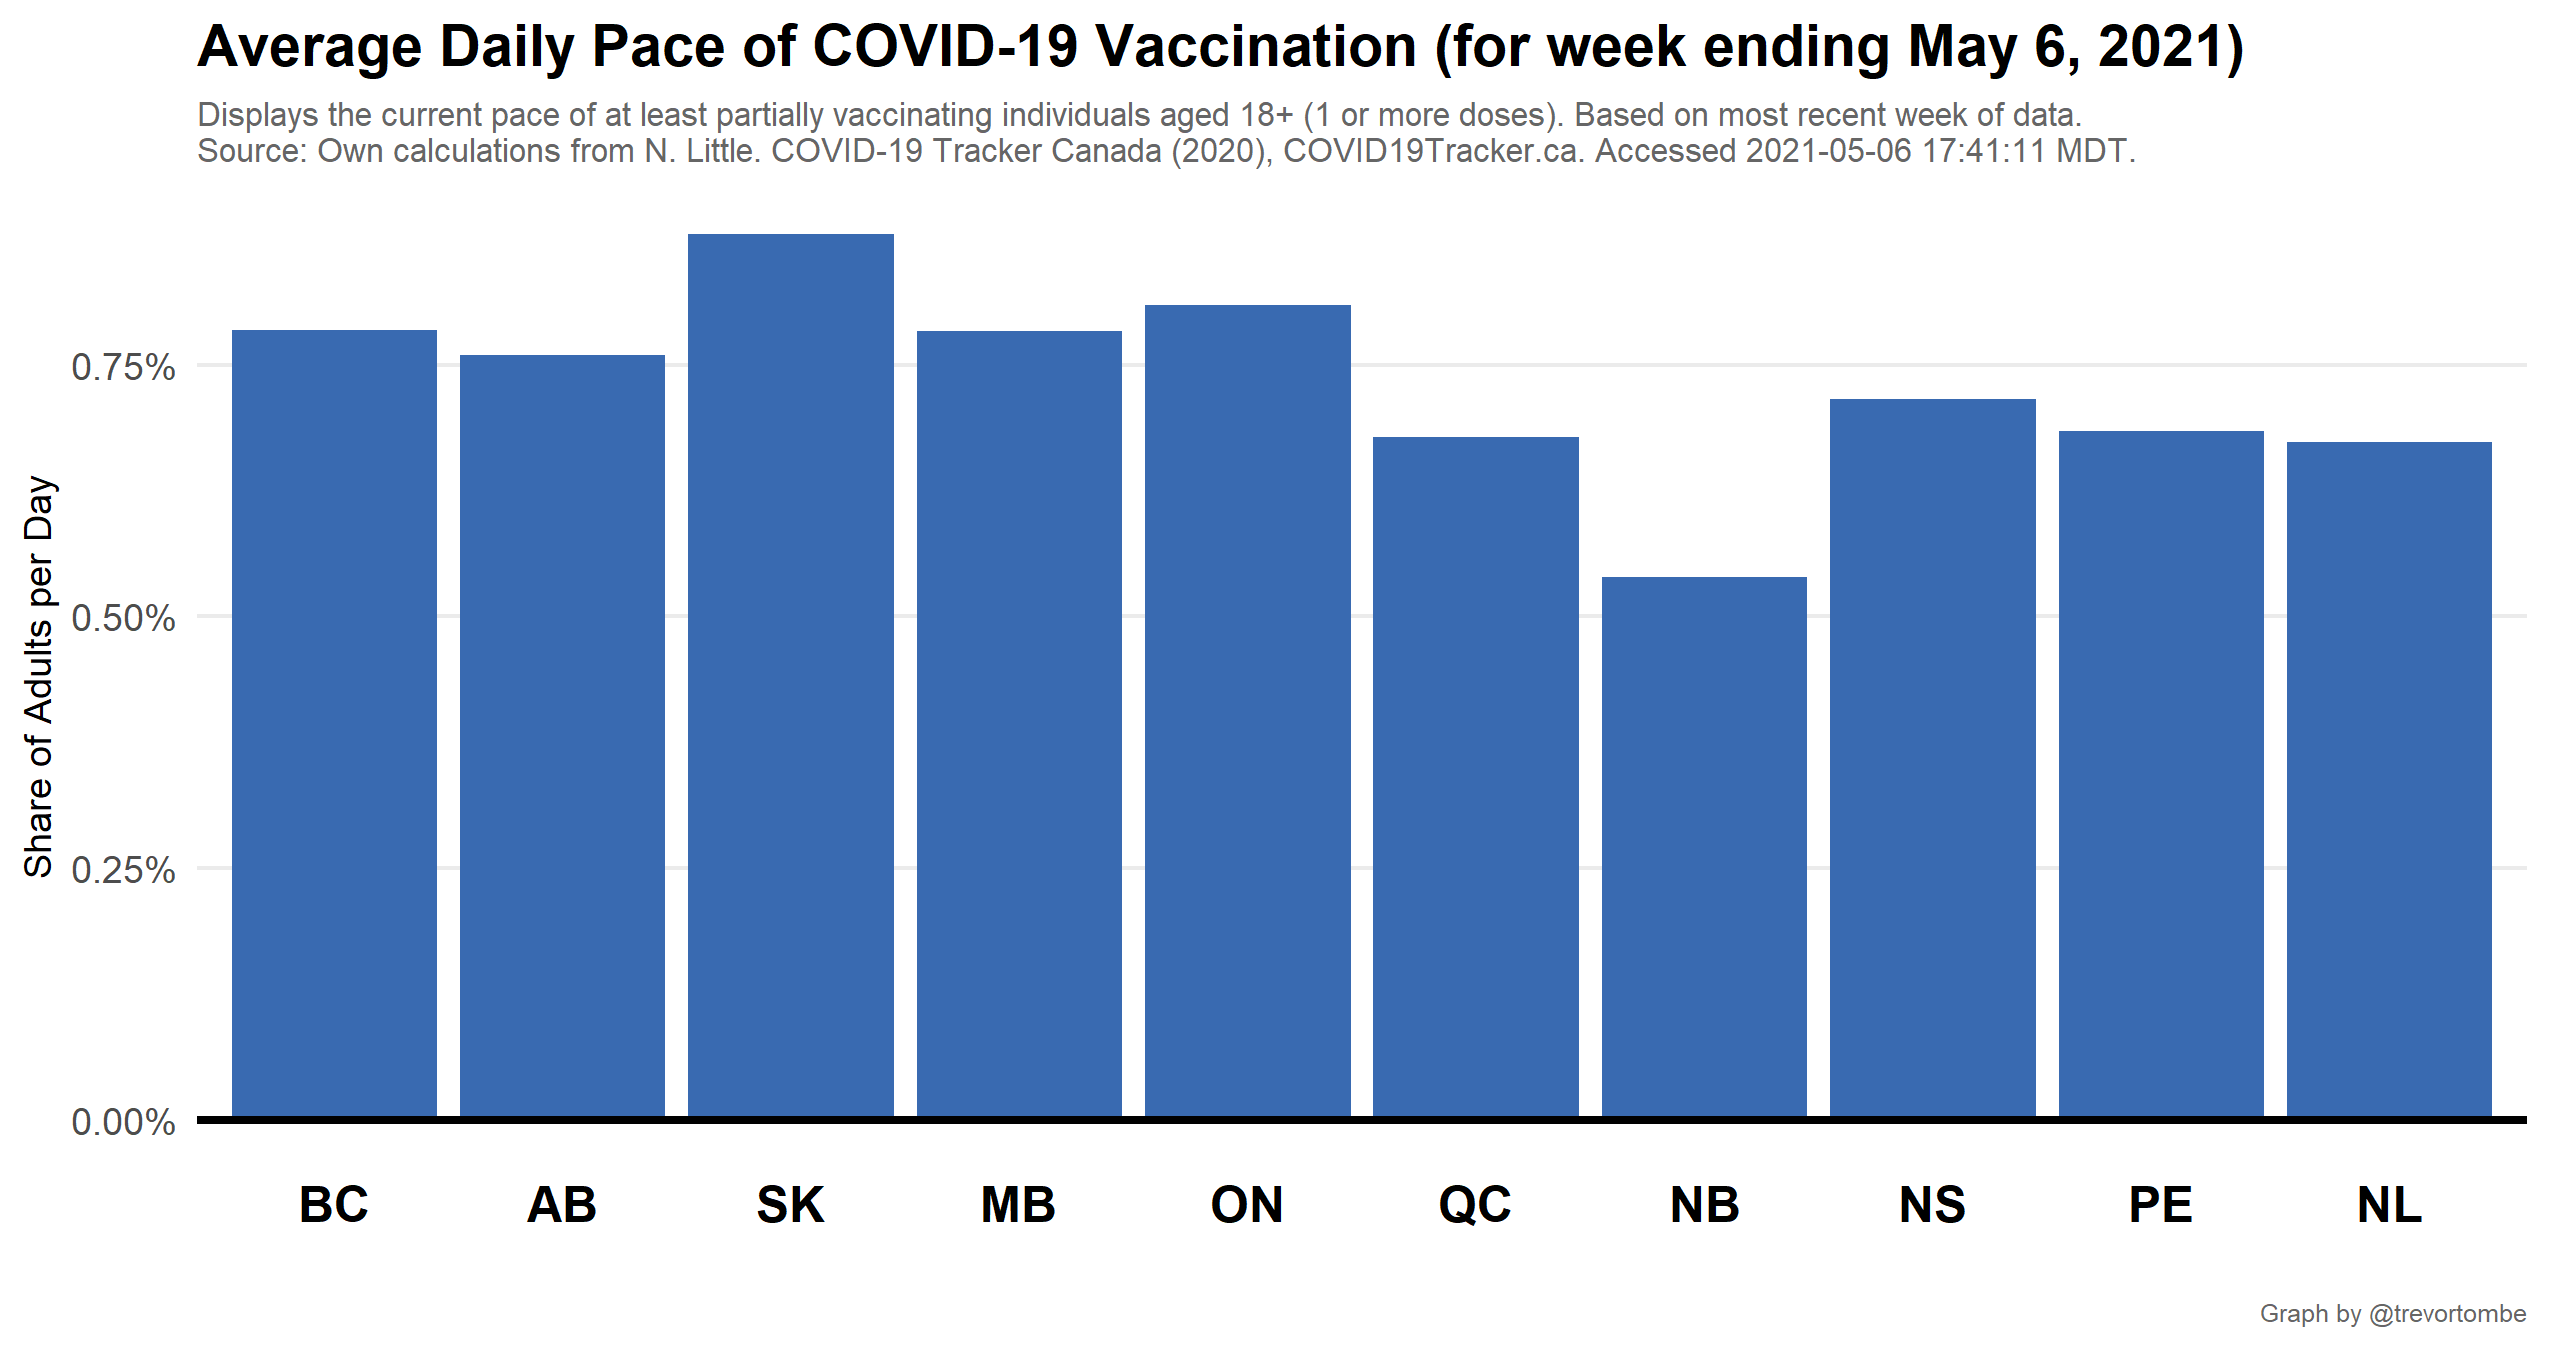 Average Daily Pace of COVID-19 Vaccination (for week ending May 6, 2021)
Displays the current pace of at least partially vaccinating individuals aged 18+ (1 or more doses). Based on most recent week of data.
Source: Own calculations from N. Little. COVID-19 Tracker Canada (2020), COVID19Tracker.ca. Accessed 2021-05-06 17:41:11 MDT.
Share of Adults per Day
0.75%
0.50%
0.25%
0.00%
BC AB SK MB ON QC NB NS PE NL
Graph by @trevortombe